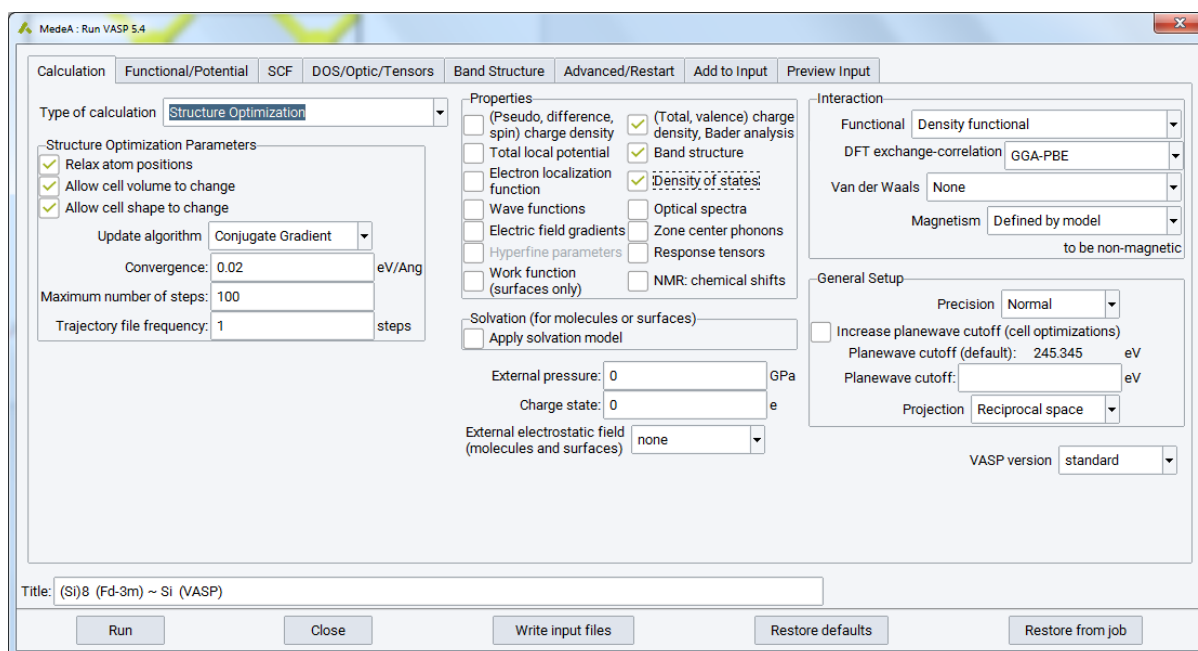 MedeA : Run VASP 5.4
Calculation
Functional/Potential
SCF
DOS/Optic/Tensors
Band Structure
Advanced/Restart
Add to Input
Preview Input
Type of calculation
Structure Optimization
Structure Optimization Parameters
Relax atom positions
Allow cell volume to change
Allow cell shape to change
Update algorithm
Conjugate Gradient
Convergence:
0.02
eV/Ang
Maximum number of steps:
100
Trajectory file frequency:
1
steps
Properties
(Pseudo, difference,
spin) charge density
(Total, valence) charge
density, Bader analysis
Total local potential
Band structure
Electron localization
function
Density of states
Wave functions
Optical spectra
Electric field gradients
Zone center phonons
Hyperfine parameters
Response tensors
Work function
(surfaces only)
NMR: chemical shifts
Solvation (for molecules or surfaces)
Apply solvation model
External pressure:
0
GPa
Charge state:
0
e
External electrostatic field
(molecules and surfaces)
none
Interaction
Functional
Density functional
DFT exchange-correlation
GGA-PBE
Van der Waals
None
Magnetism
Defined by model
to be non-magnetic
General Setup
Precision
Normal
Increase planewave cutoff (cell optimizations)
Planewave cutoff (default):
245.345
eV
Planewave cutoff:
eV
Projection
Reciprocal space
VASP version
standard
Title:
(Si)8 (Fd-3m) ~ Si (VASP)
Run
Close
Write input files
Restore defaults
Restore from job